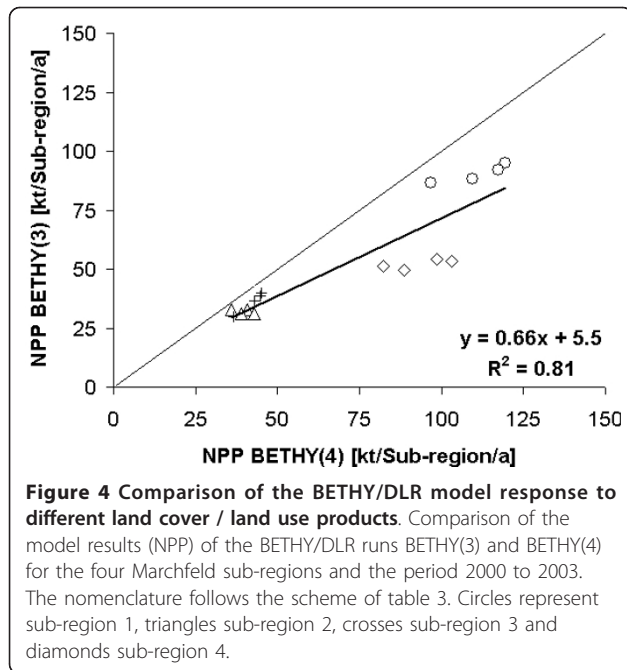 150
125
100
75
50
25
0
NPP BETHY(3) [kt/Sub-region/a]
y = 0.66x + 5.5
R² = 0.81
0 25 50 75 100 125 150
NPP BETHY(4) [kt/Sub-region/a]
Figure 4 Comparison of the BETHY/DLR model response to
different land cover / land use products. Comparison of the
model results (NPP) of the BETHY/DLR runs BETHY(3) and BETHY(4)
for the four Marchfeld sub-regions and the period 2000 to 2003.
The nomenclature follows the scheme of table 3. Circles represent
sub-region 1, triangles sub-region 2, crosses sub-region 3 and
diamonds sub-region 4.